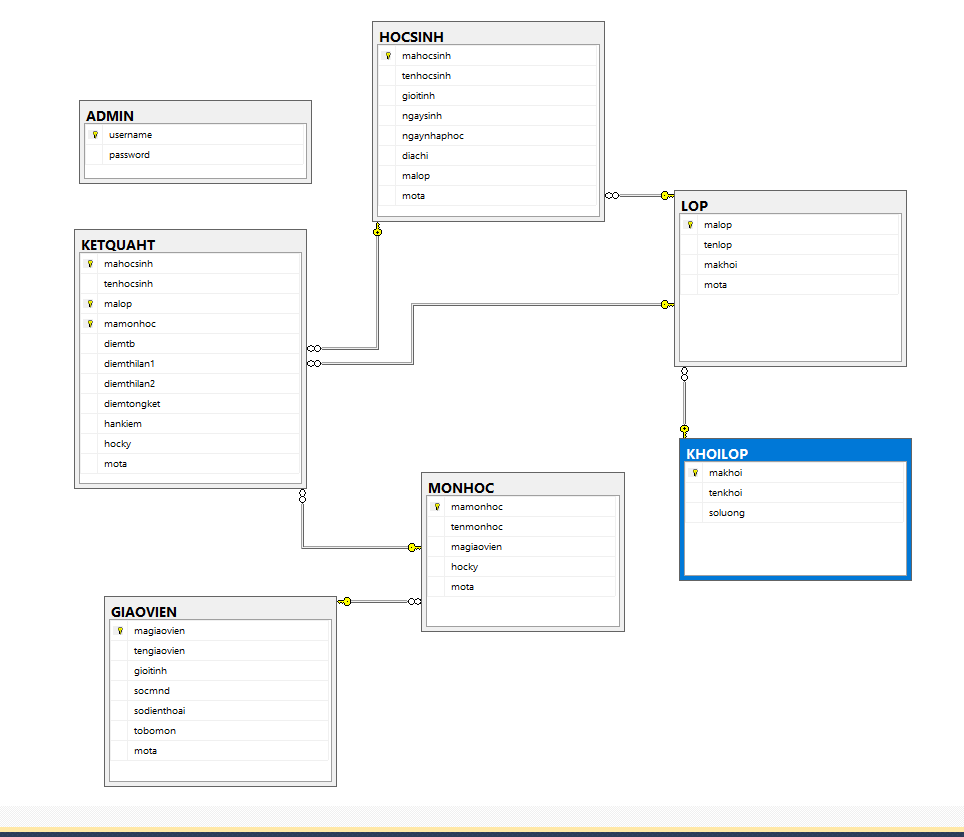 HOCSINH
mahocsinh
tenhocsinh
gioitinh
ngaysinh
ngaynhaphoc
diachi
malop
mota
ADMIN
username
password
LOP
malop
tenlop
makhoi
mota
KETQUAHT
mahocsinh
tenhocsinh
malop
mamonhoc
diemtb
diemthilan1
diemthilan2
diemtongket
hankiem
hocky
mota
KHOILOP
makhoi
tenkhoi
soluong
MONHOC
mamonhoc
tenmonhoc
magiaovien
hocky
mota
GIAOVIEN
magiaovien
tengiaovien
gioitinh
socmnd
sodienthoai
tobomon
mota